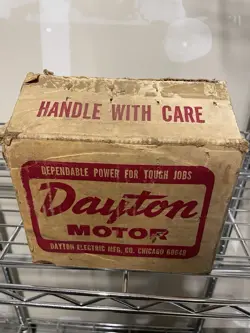 HANDLE WITH CARE
DEPENDABLE POWER FOR TOUGH JOBS
Dayton
MOTOR
DAYTON ELECTRIC MFG. CO. CHICAGO 60648